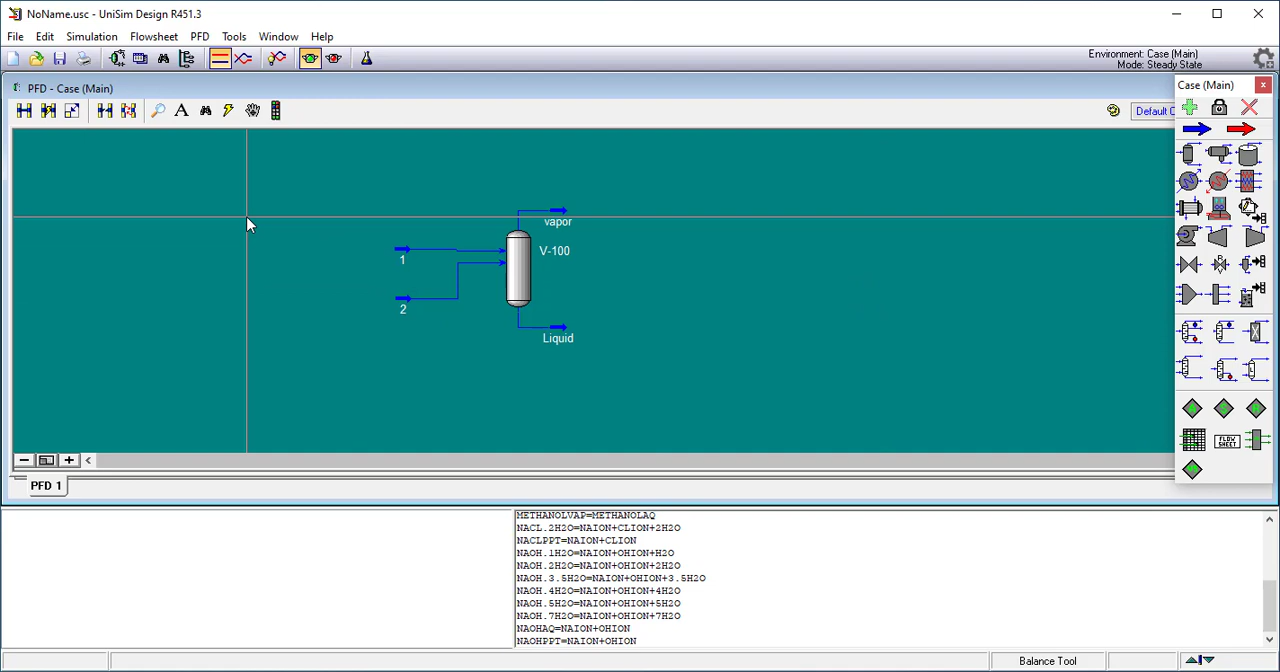 NoName.usc - UniSim Design R451.3
File Edit Simulation Flowsheet PFD Tools Window Help
Environment: Case (Main)
Mode: Steady State
PFD - Case (Main)
Case (Main)
A
Default C
vapor
1
V-100
2
Liquid
FLOW
SHEET
PFD 1
METHANOLVAP=METHANOLAQ
NACL.2H2O=NAION+CLION+2H2O
NACLPPT=NAION+CLION
NAOH.1H2O=NAION+OHION+H2O
NAOH.2H2O=NAION+OHION+2H2O
NAOH.3.5H2O=NAION+OHION+3.5H2O
NAOH.4H2O=NAION+OHION+4H2O
NAOH.5H2O=NAION+OHION+5H2O
NAOH.7H2O=NAION+OHION+7H2O
NAOHAQ=NAION+OHION
NAOHPPT=NAION+OHION
Balance Tool